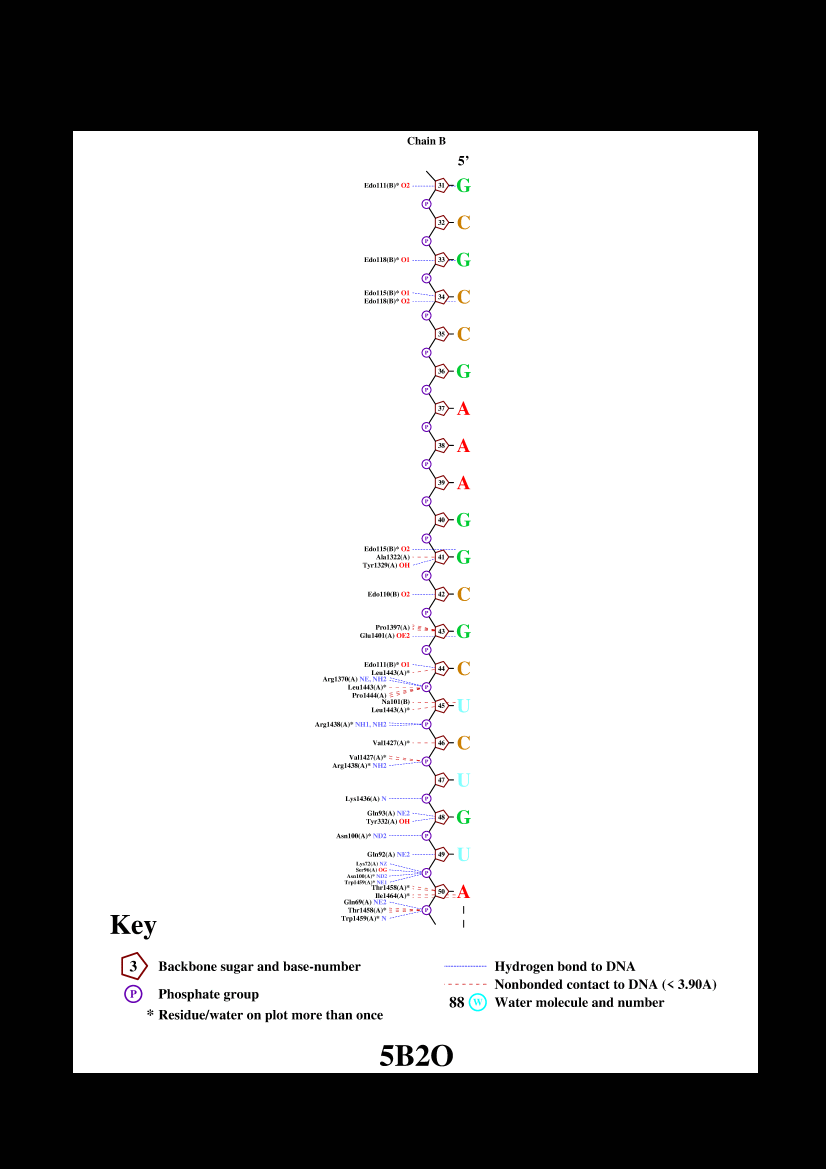 Chain B
5’
Edo111(B)* O2 31 G
P
32 C
P
Edo118(B)* O1 33 G
P
Edo115(B)* O1 34 C
Edo118(B)* O2
P
35 C
P
36 G
P
37 A
P
38 A
P
39 A
P
40 G
P
Edo115(B)* O2
Ala1322(A) 41 G
Tyr1329(A) OH
P
Edo110(B) O2 42 C
P
Pro1397(A) 43 G
Glu1401(A) OE2
P
Edo111(B)* O1 44 C
Leu1443(A)*
Arg1370(A) NE, NH2
Leu1443(A)* P
Pro1444(A)
Na101(B) 45 U
Leu1443(A)*
Arg1438(A)* NH1, NH2 P
Val1427(A)* 46 C
Val1427(A)* P
Arg1438(A)* NH2
47 U
Lys1436(A) N P
Gln93(A) NE2 48 G
Tyr332(A) OH
Asn100(A)* ND2 P
Gln92(A) NE2 49 U
Lys72(A) NZ
Ser96(A) OG P
Asn100(A)* ND2
Trp1459(A)* NE1
Thr1458(A)* 50 A
Ile1464(A)*
Gln69(A) NE2
Thr1458(A)* P
Trp1459(A)* N
Key
3 Backbone sugar and base-number
P Phosphate group
* Residue/water on plot more than once
Hydrogen bond to DNA
Nonbonded contact to DNA (< 3.90A)
88 W Water molecule and number
5B2O